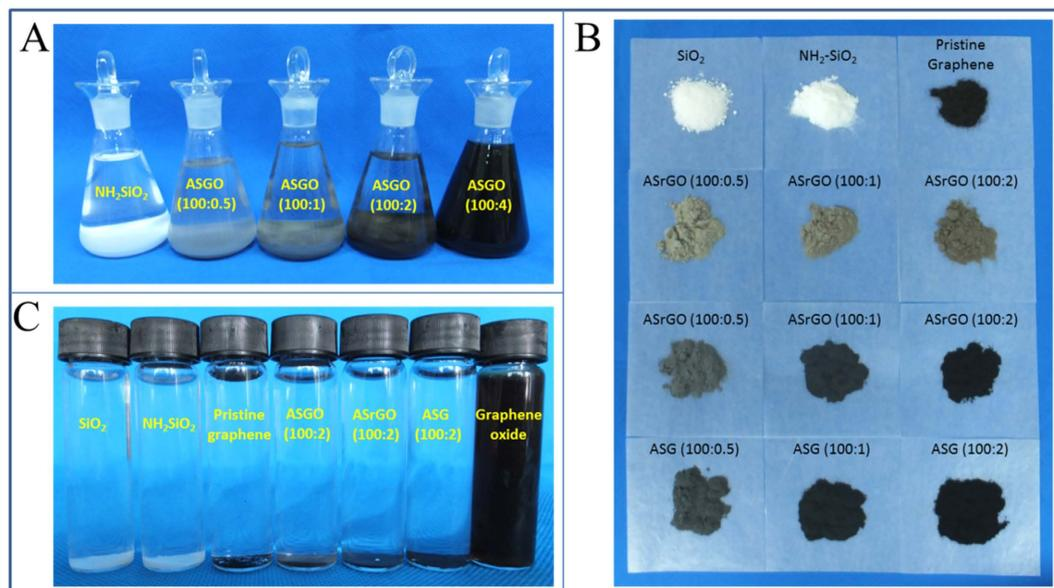 A
NH₂SiO₂
ASGO
(100:0.5)
ASGO
(100:1)
ASGO
(100:2)
ASGO
(100:4)
B
SiO₂
NH₂-SiO₂
Pristine
Graphene
ASrGO (100:0.5)
ASrGO (100:1)
ASrGO (100:2)
ASrGO (100:0.5)
ASrGO (100:1)
ASrGO (100:2)
ASG (100:0.5)
ASG (100:1)
ASG (100:2)
C
SiO₂
NH₂SiO₂
Pristine
graphene
ASGO
(100:2)
ASrGO
(100:2)
ASG
(100:2)
Graphene
oxide